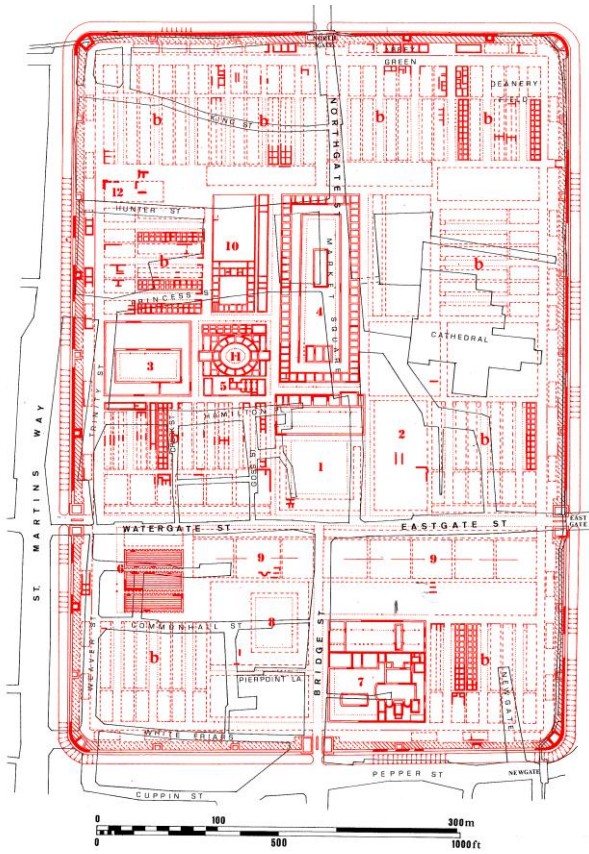 NORTH
GATE
ABBEY
GREEN
DEANERY
FIELD
KING ST
NORTHGATE ST
b
b
b
b
12
HUNTER ST
10
b
b
PRINCESS S
MARKET SQUARE
4
CATHEDRAL
3
H
5
TRINITY ST
HAMILTON
CROOK S
GOSS ST
b
2
b
1
ST. MARTINS WAY
WATERGATE ST
EASTGATE ST
EAST
GATE
6
9
9
8
COMMONHALL ST
WEAVER ST
b
BRIDGE ST
7
b
PIERPOINT LA
NEWGATE
WHITE FRIARS
PEPPER ST
NEWGATE
CUPPIN ST
0 100 300m
0 500 1000ft